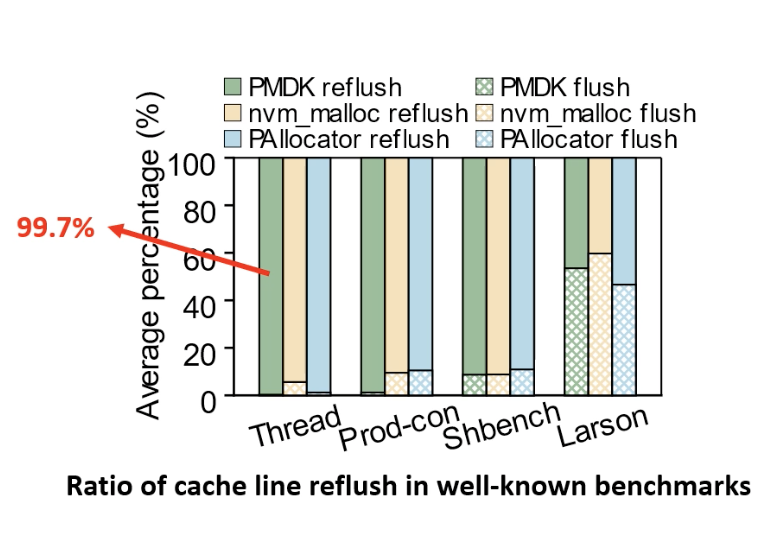 PMDK reflush PMDK flush
nvm_malloc reflush nvm_malloc flush
PAllocator reflush PAllocator flush
Average percentage (%)
100
80
60
40
20
0
99.7%
Thread Prod-con Shbench Larson
Ratio of cache line reflush in well-known benchmarks